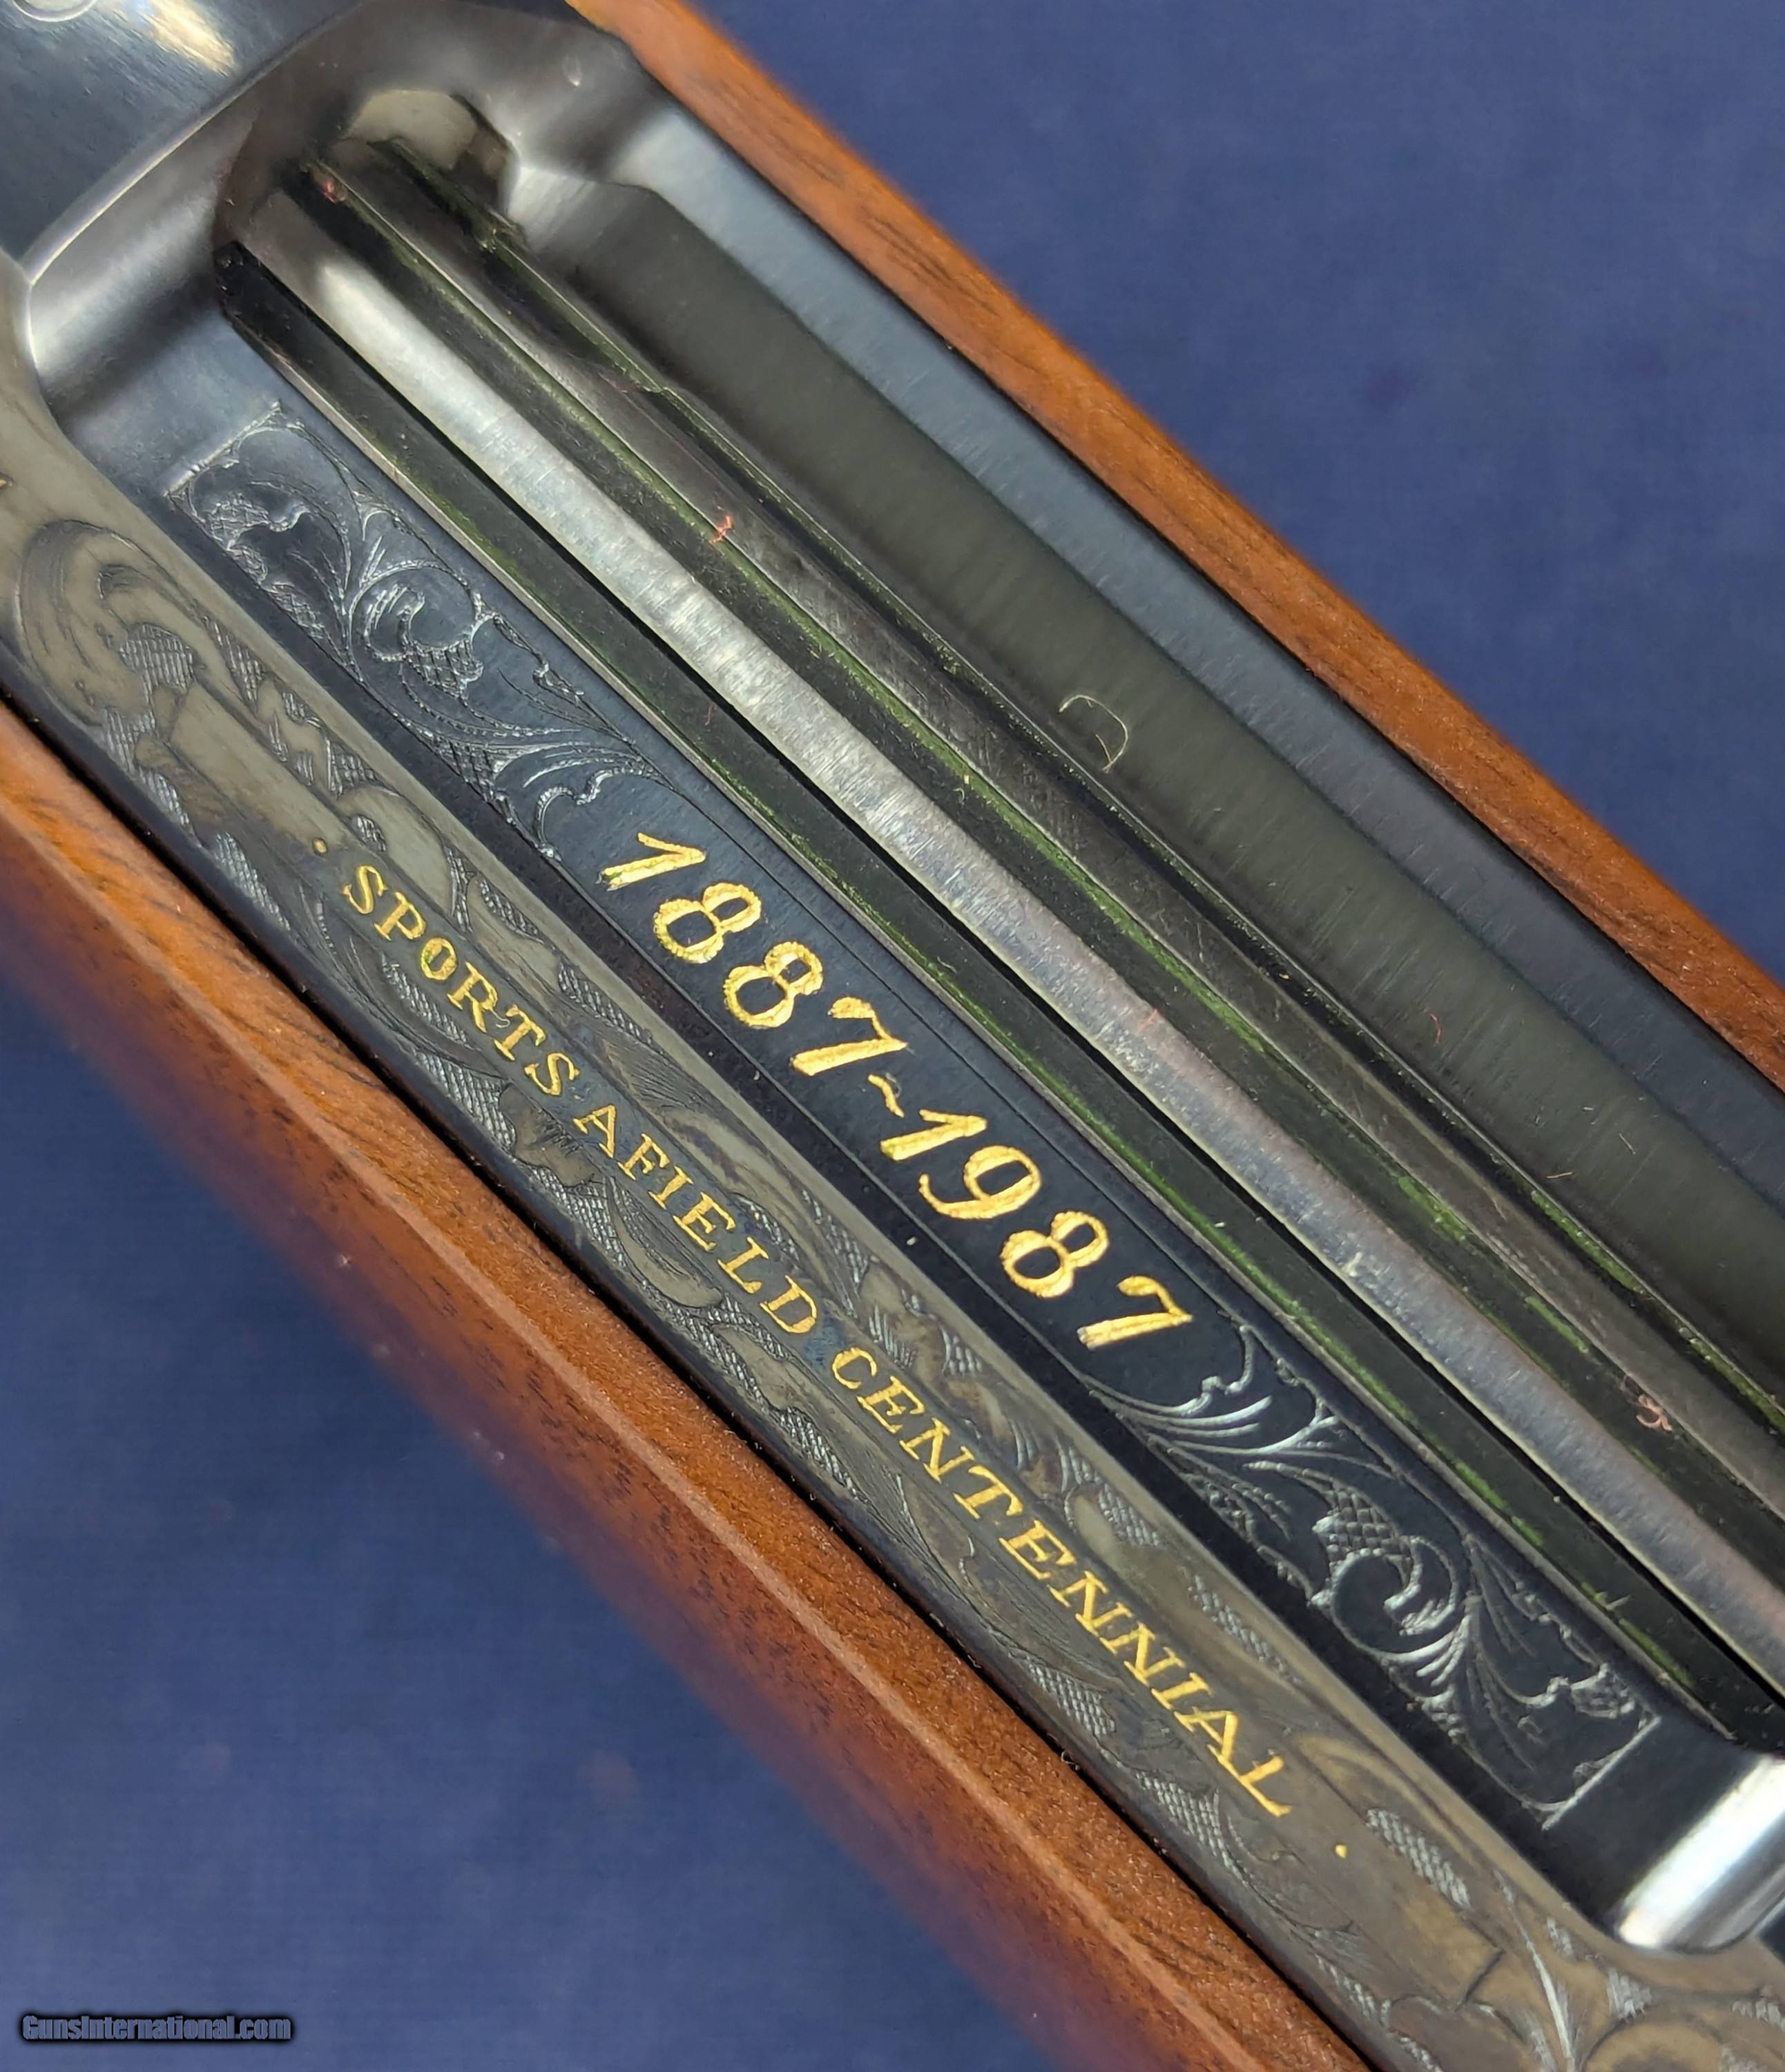 1887~1987
· SPORTS AFIELD CENTENNIAL ·
GunsInternational.com